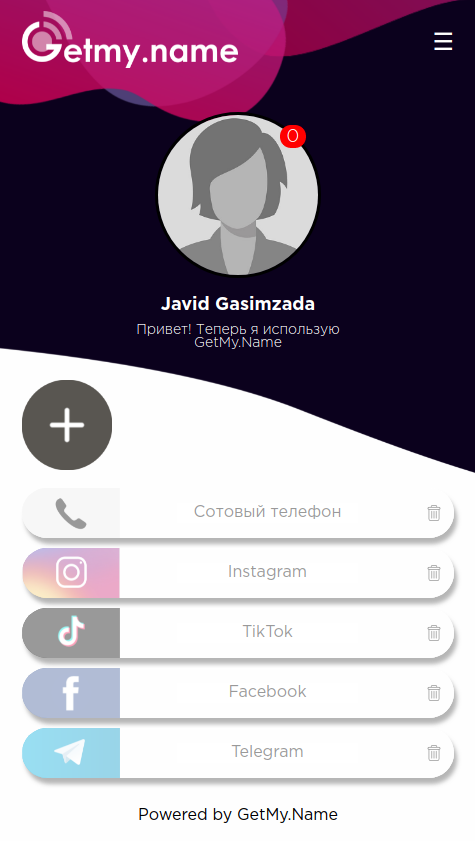 Getmy.name
0
Javid Gasimzada
Привет! Теперь я использую
GetMy.Name
Сотовый телефон
Instagram
TikTok
Facebook
Telegram
Powered by GetMy.Name